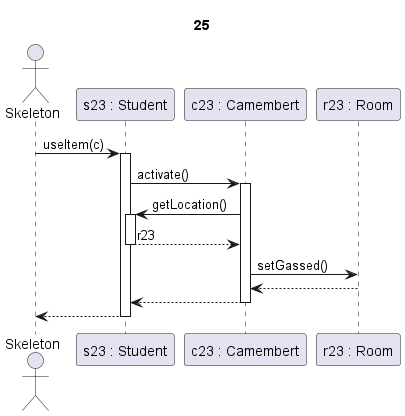 25
Skeleton
s23 : Student
c23 : Camembert
r23 : Room
useItem(c)
activate()
getLocation()
r23
setGassed()
Skeleton
s23 : Student
c23 : Camembert
r23 : Room